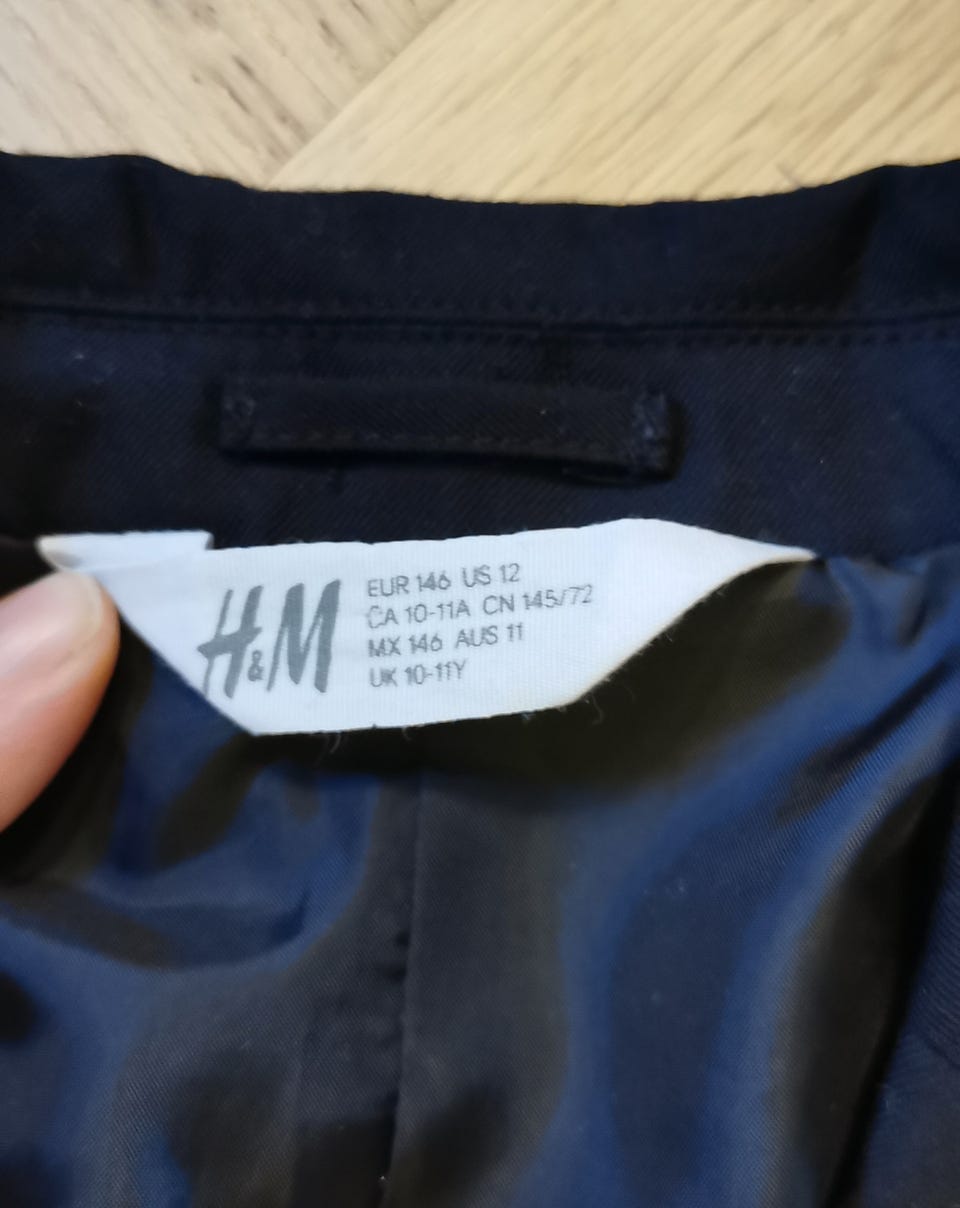 H&M
EUR 146 US 12
CA 10-11A CN 145/72
MX 146 AUS 11
UK 10-11Y